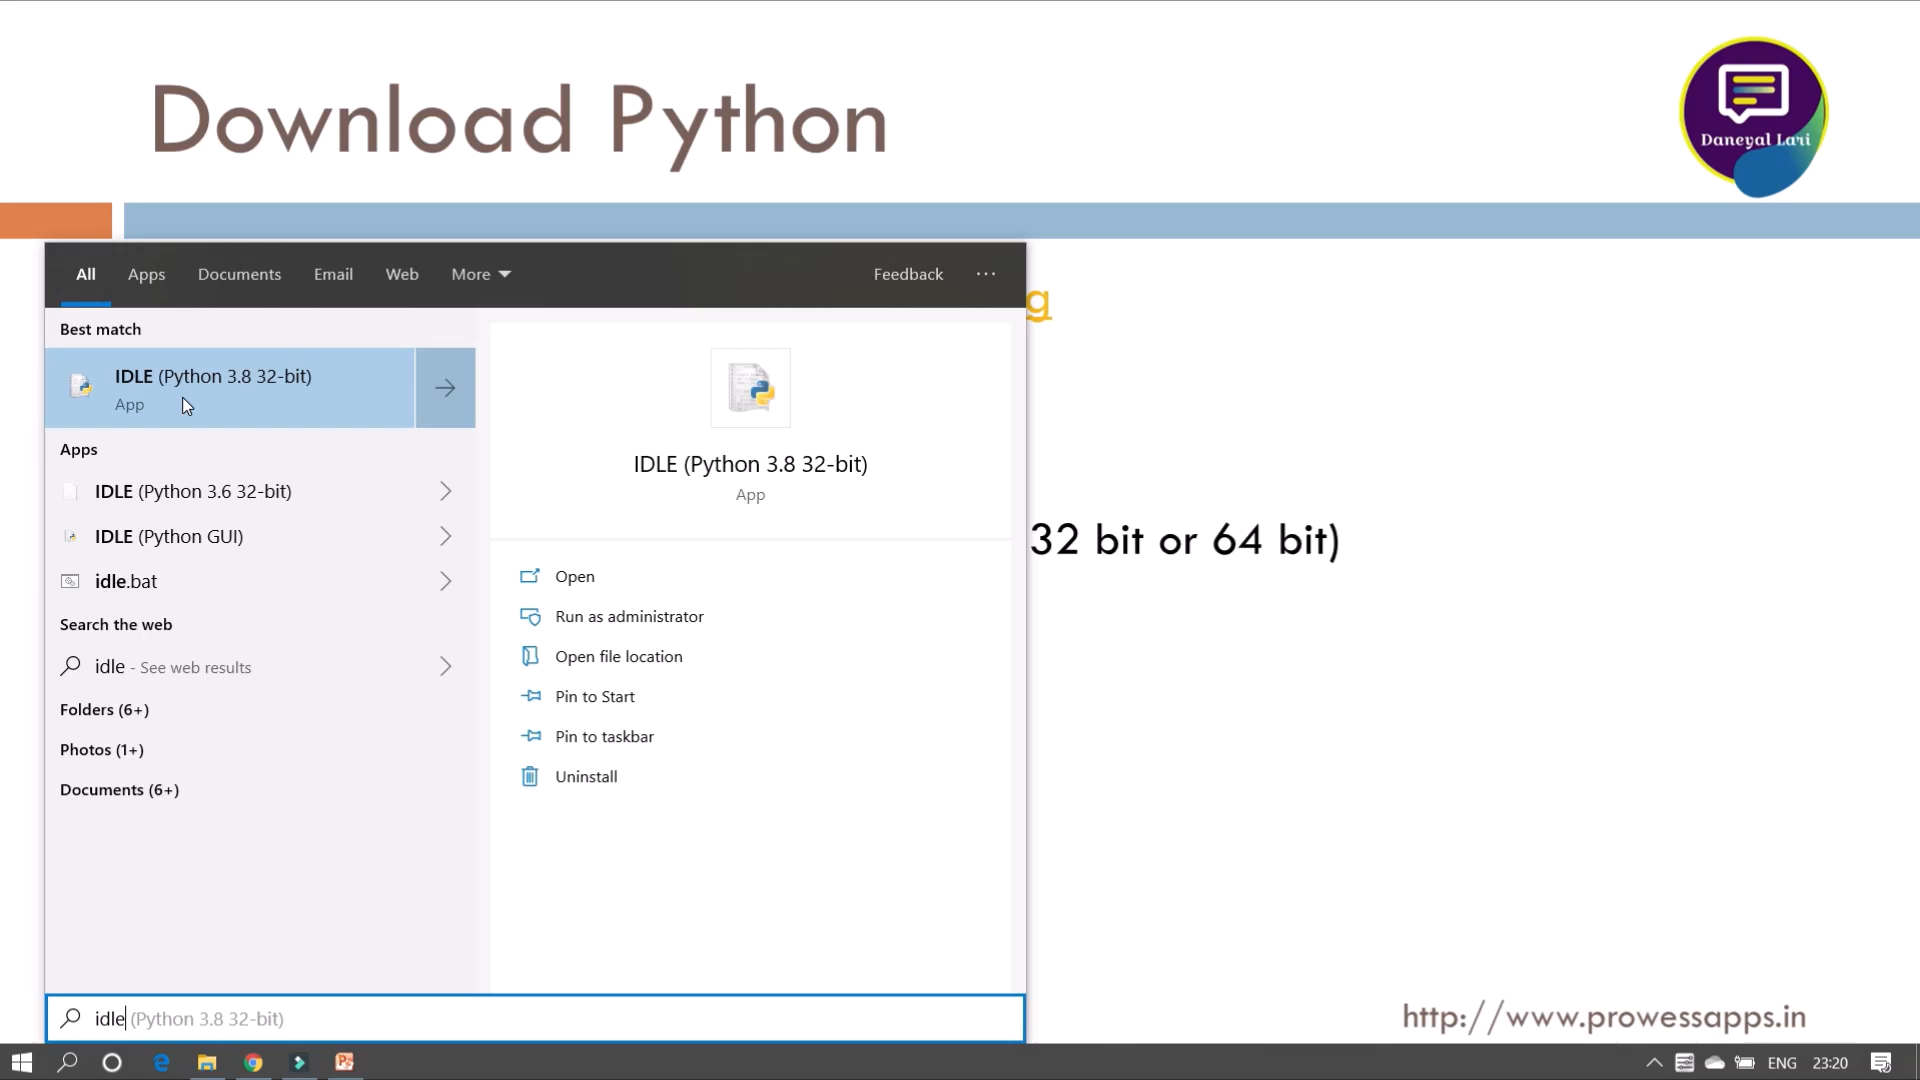 Download Python
Daneyal Lari
All Apps Documents Email Web More Feedback ...
g
Best match
IDLE (Python 3.8 32-bit)
App
Apps
IDLE (Python 3.6 32-bit)
IDLE (Python GUI)
idle.bat
Search the web
idle - See web results
Folders (6+)
Photos (1+)
Documents (6+)
IDLE (Python 3.8 32-bit)
App
Open
Run as administrator
Open file location
Pin to Start
Pin to taskbar
Uninstall
32 bit or 64 bit)
idle (Python 3.8 32-bit)
http://www.prowessapps.in
ENG 23:20